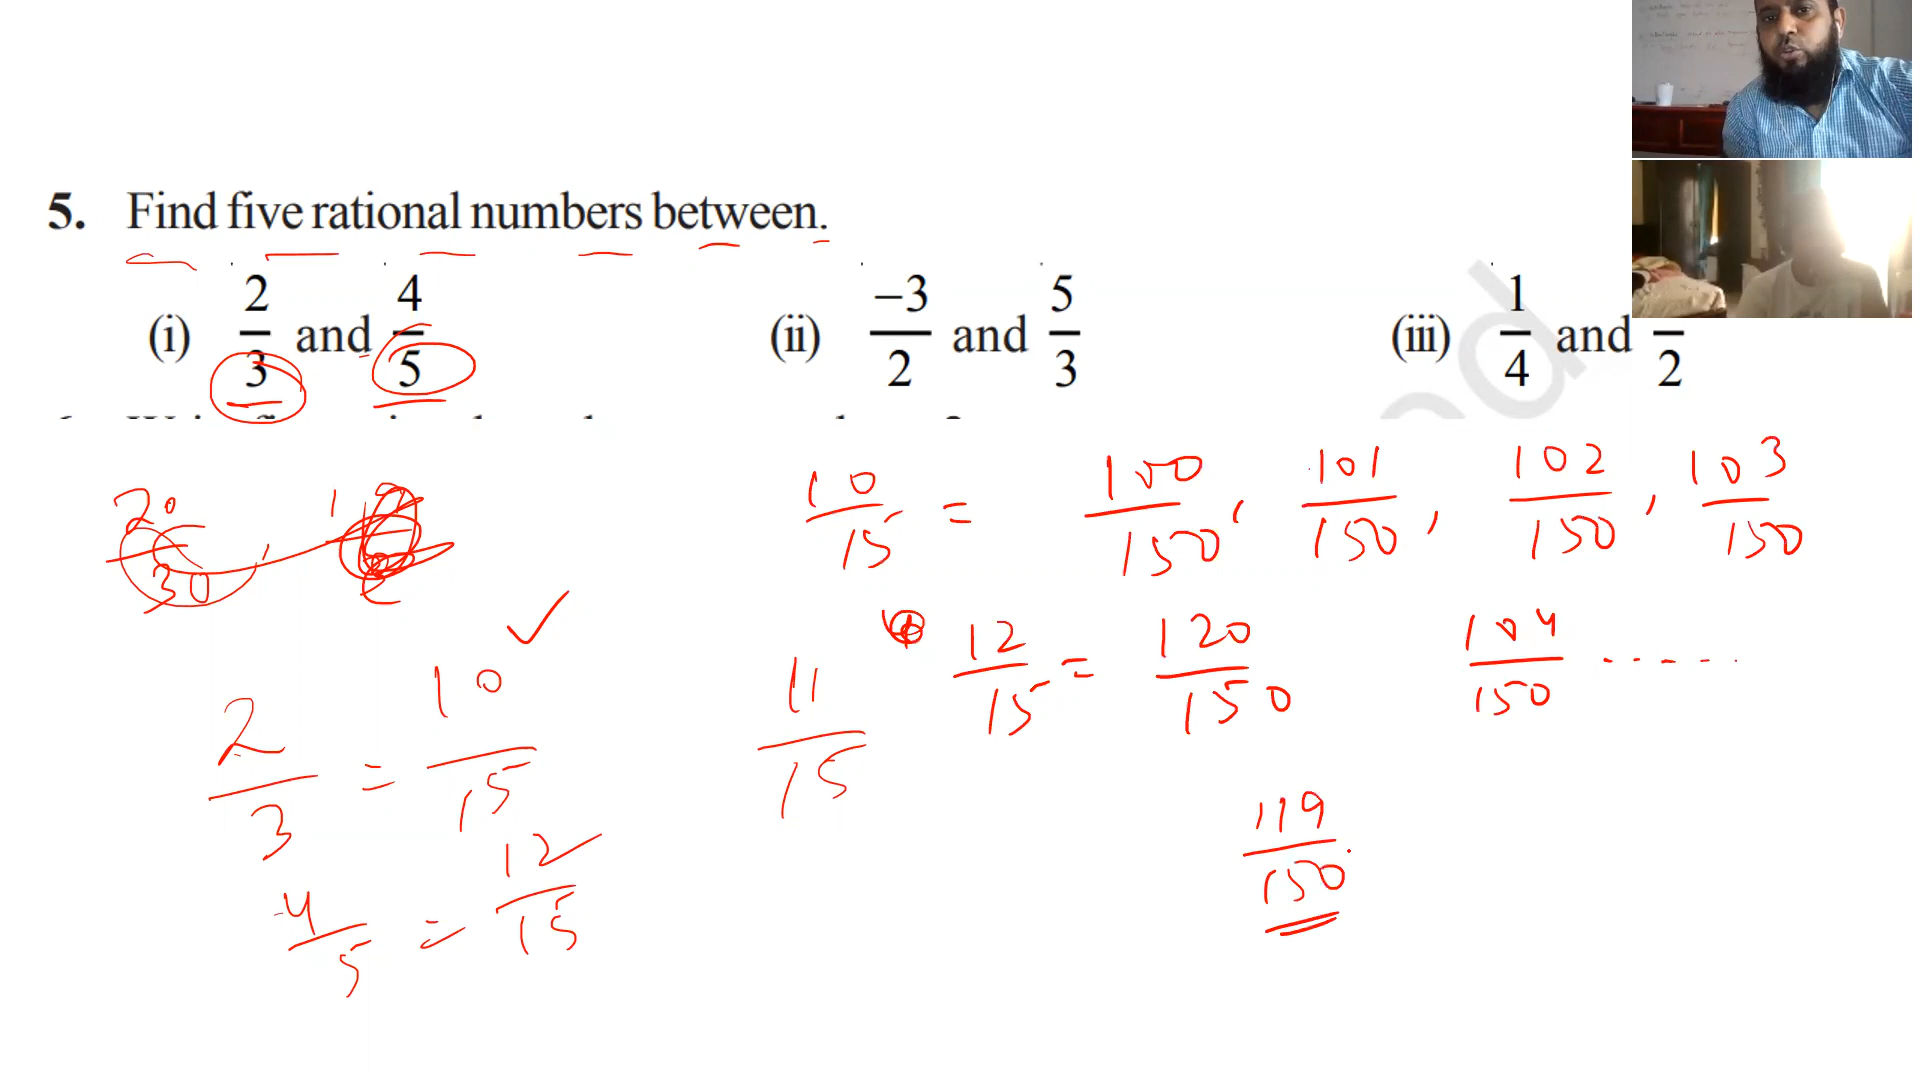 5. Find five rational numbers between.
(i) 2/3 and 4/5 (ii) −3/2 and 5/3 (iii) 1/4 and /2
20/30 ,
10/15 = 100/150 , 101/150 , 102/150 , 103/150
12/15 = 120/150 104/150 ------
2/3 = 10/15 11/15
4/5 = 12/15 119/150